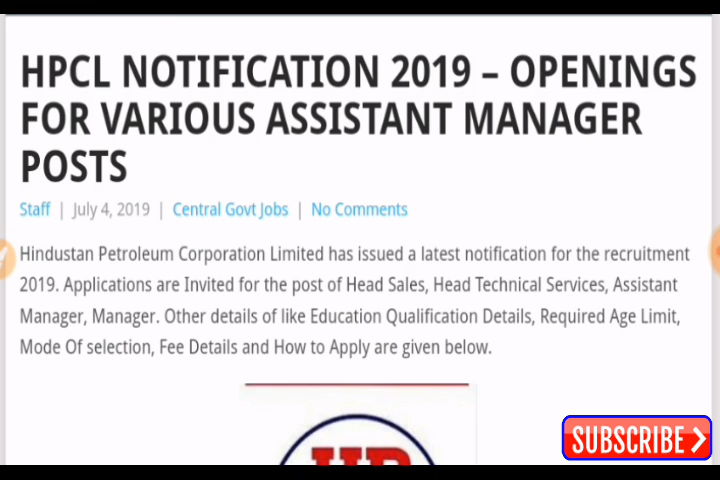 HPCL NOTIFICATION 2019 – OPENINGS
FOR VARIOUS ASSISTANT MANAGER
POSTS
Staff | July 4, 2019 | Central Govt Jobs | No Comments
Hindustan Petroleum Corporation Limited has issued a latest notification for the recruitment
2019. Applications are Invited for the post of Head Sales, Head Technical Services, Assistant
Manager, Manager. Other details of like Education Qualification Details, Required Age Limit,
Mode Of selection, Fee Details and How to Apply are given below.
HP
SUBSCRIBE